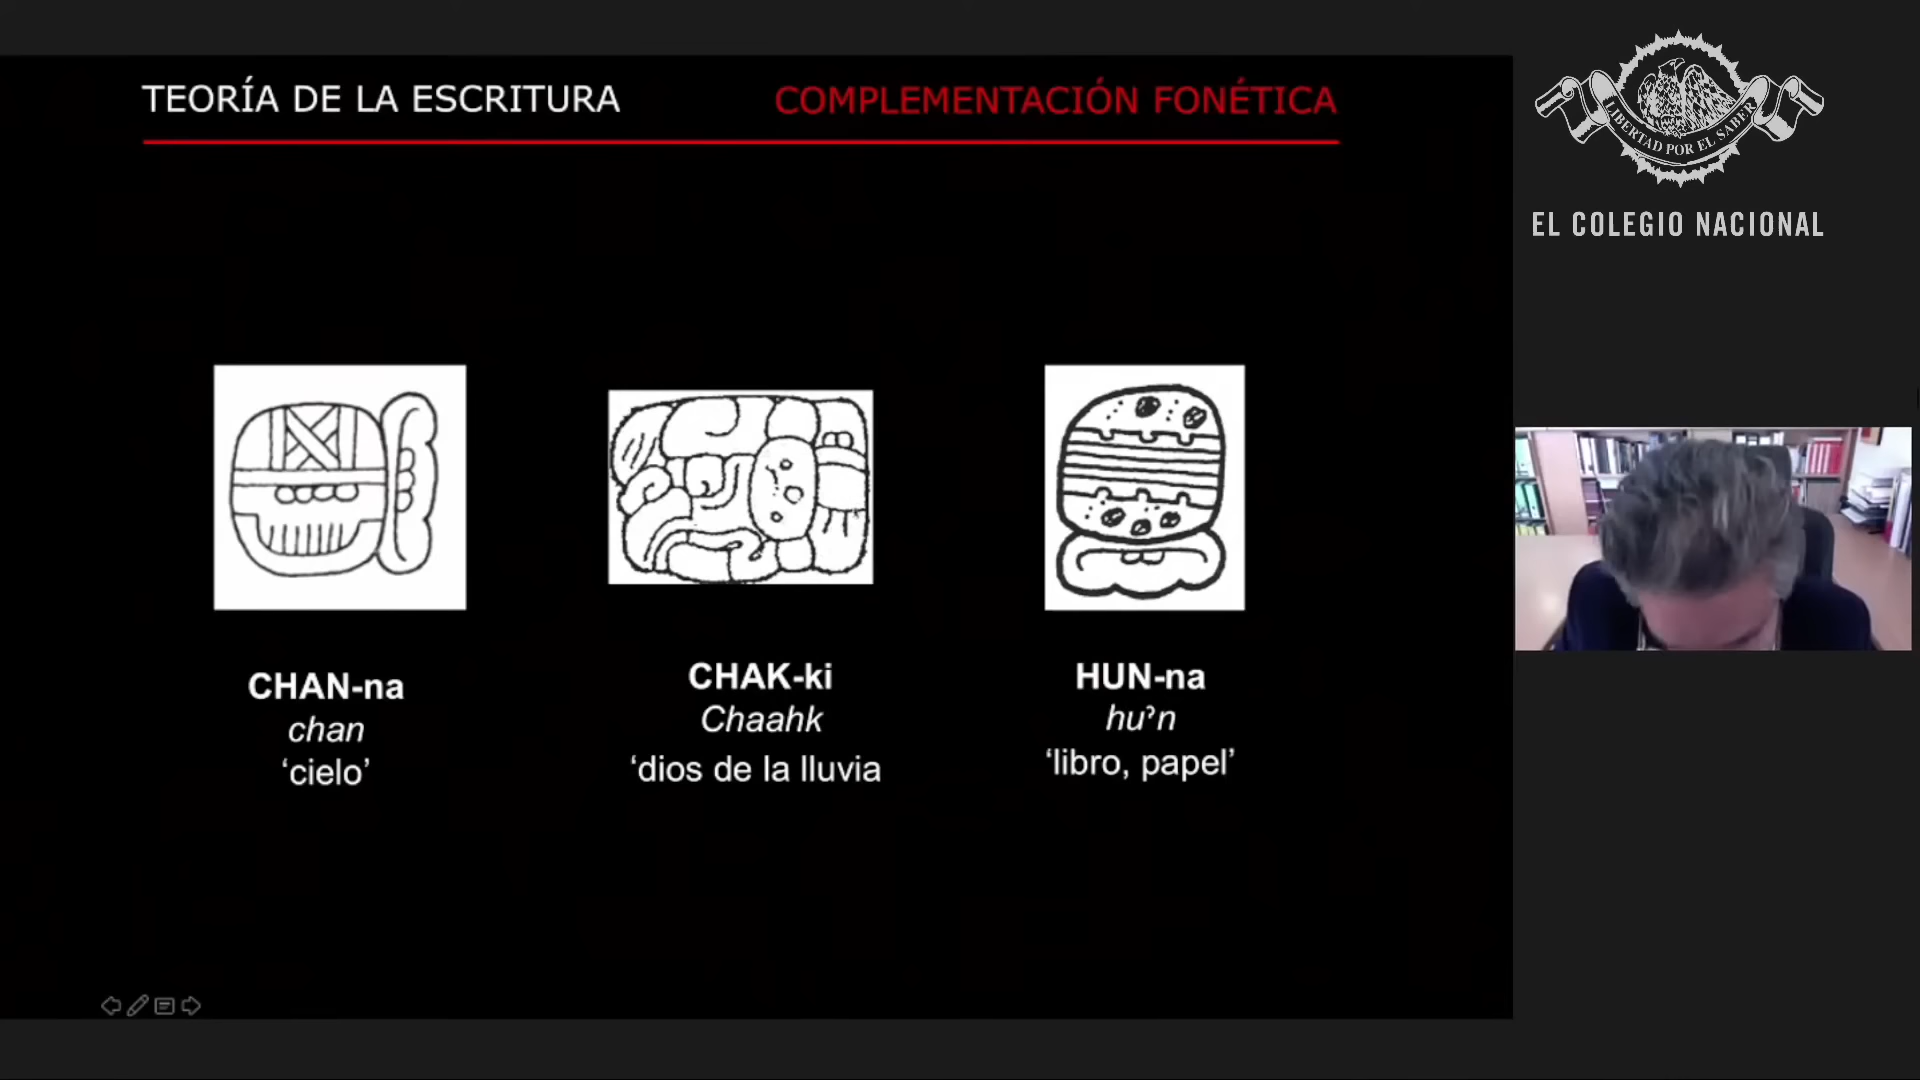 TEORÍA DE LA ESCRITURA
COMPLEMENTACIÓN FONÉTICA
CHAN-na
chan
‘cielo’
CHAK-ki
Chaahk
‘dios de la lluvia
HUN-na
huˀn
‘libro, papel’
LIBERTAD POR EL SABER
EL COLEGIO NACIONAL